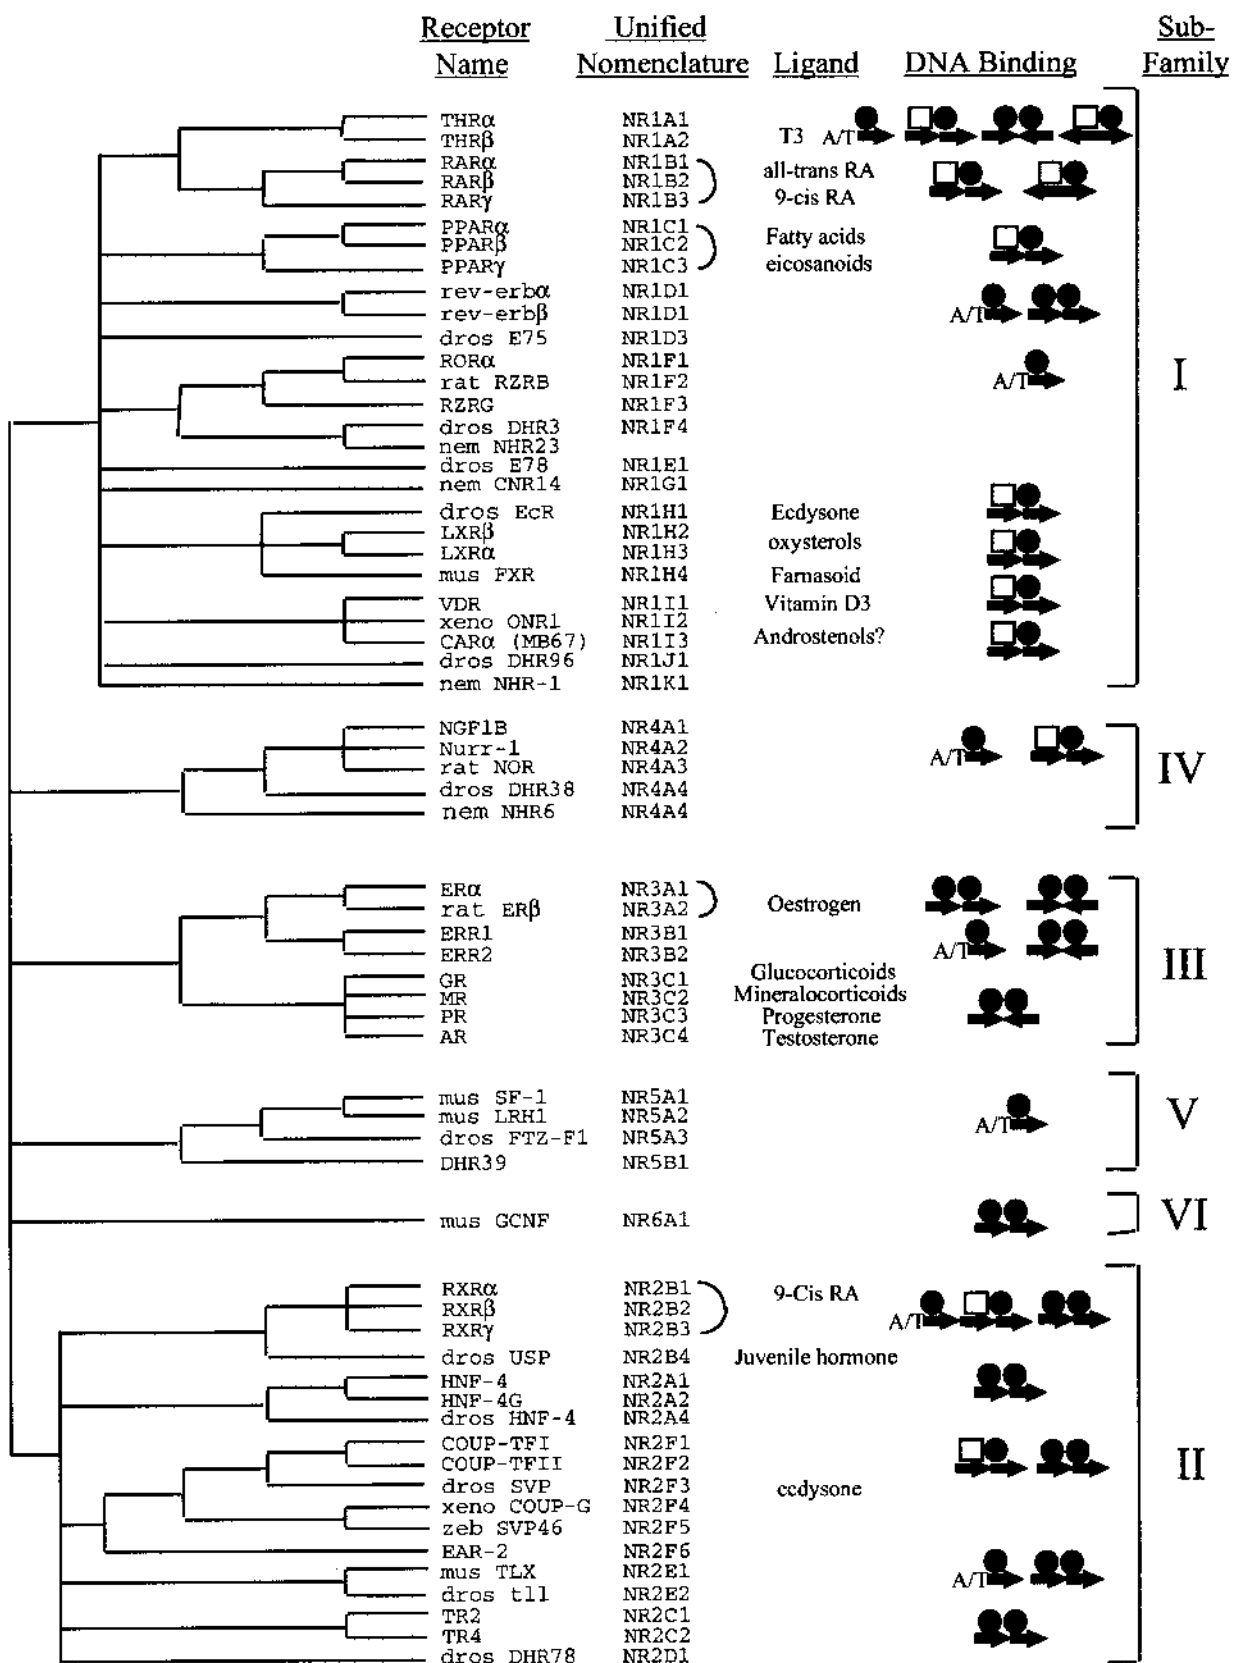 Receptor Unified Sub-
Name Nomenclature Ligand DNA Binding Family
THRα NR1A1
THRβ NR1A2 T3 A/T
RARα NR1B1 all-trans RA
RARβ NR1B2
RARγ NR1B3 9-cis RA
PPARα NR1C1 Fatty acids
PPARβ NR1C2
PPARγ NR1C3 eicosanoids
rev-erbα NR1D1
rev-erbβ NR1D1 A/T
dros E75 NR1D3
RORα NR1F1 I
rat RZRB NR1F2 A/T
RZRG NR1F3
dros DHR3 NR1F4
nem NHR23
dros E78 NR1E1
nem CNR14 NR1G1
dros EcR NR1H1 Ecdysone
LXRβ NR1H2 oxysterols
LXRα NR1H3
mus FXR NR1H4 Farnasoid
VDR NR1I1 Vitamin D3
xeno ONR1 NR1I2
CARα (MB67) NR1I3 Androstenols?
dros DHR96 NR1J1
nem NHR-1 NR1K1
NGF1B NR4A1
Nurr-1 NR4A2 A/T IV
rat NOR NR4A3
dros DHR38 NR4A4
nem NHR6 NR4A4
ERα NR3A1
rat ERβ NR3A2 Oestrogen
ERR1 NR3B1
ERR2 NR3B2 A/T III
GR NR3C1 Glucocorticoids
MR NR3C2 Mineralocorticoids
PR NR3C3 Progesterone
AR NR3C4 Testosterone
mus SF-1 NR5A1
mus LRH1 NR5A2 A/T V
dros FTZ-F1 NR5A3
DHR39 NR5B1
mus GCNF NR6A1 VI
RXRα NR2B1 9-Cis RA
RXRβ NR2B2
RXRγ NR2B3 A/T
dros USP NR2B4 Juvenile hormone
HNF-4 NR2A1
HNF-4G NR2A2
dros HNF-4 NR2A4
COUP-TFI NR2F1
COUP-TFII NR2F2 II
dros SVP NR2F3 ecdysone
xeno COUP-G NR2F4
zeb SVP46 NR2F5
EAR-2 NR2F6
mus TLX NR2E1
dros tll NR2E2 A/T
TR2 NR2C1
TR4 NR2C2
dros DHR78 NR2D1